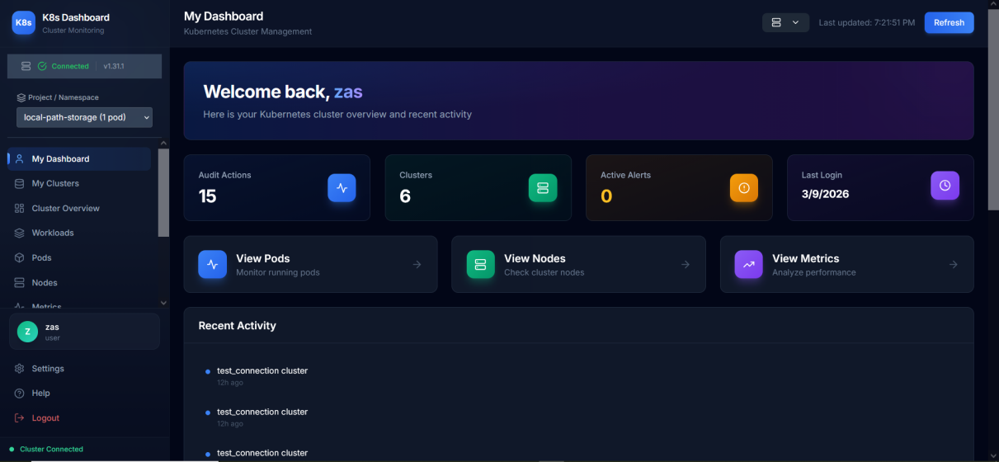 K8s
K8s Dashboard
Cluster Monitoring
Connected
v1.31.1
Project / Namespace
local-path-storage (1 pod)
My Dashboard
My Clusters
Cluster Overview
Workloads
Pods
Nodes
Metrics
Z
zas
user
Settings
Help
Logout
Cluster Connected
My Dashboard
Kubernetes Cluster Management
Last updated: 7:21:51 PM
Refresh
Welcome back, zas
Here is your Kubernetes cluster overview and recent activity
Audit Actions
15
Clusters
6
Active Alerts
0
Last Login
3/9/2026
View Pods
Monitor running pods
View Nodes
Check cluster nodes
View Metrics
Analyze performance
Recent Activity
test_connection cluster
12h ago
test_connection cluster
12h ago
test_connection cluster